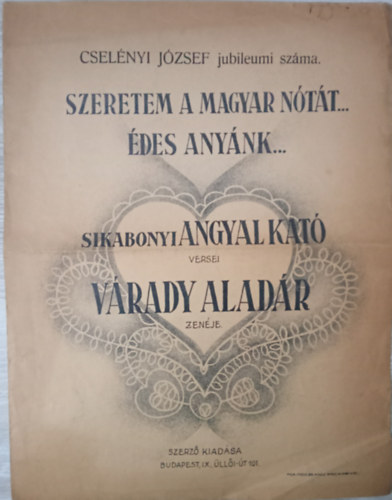 CSELÉNYI JÓZSEF jubileumi száma.
SZERETEM A MAGYAR NÓTÁT...
ÉDES ANYÁNK...
SIKABONYI ANGYAL KATÓ
VERSEI
VÁRADY ALADÁR
ZENÉJE.
SZERZŐ KIADÁSA
BUDAPEST, IX, ÜLLŐI-ÚT 121.